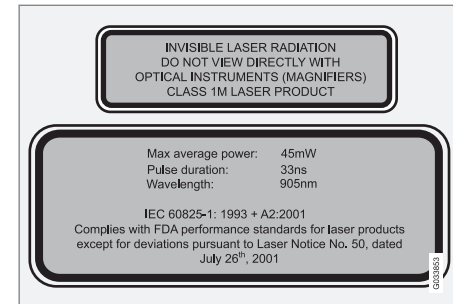 INVISIBLE LASER RADIATION
DO NOT VIEW DIRECTLY WITH
OPTICAL INSTRUMENTS (MAGNIFIERS)
CLASS 1M LASER PRODUCT
Max average power: 45mW
Pulse duration: 33ns
Wavelength: 905nm
IEC 60825-1: 1993 + A2:2001
Complies with FDA performance standards for laser products
except for deviations pursuant to Laser Notice No. 50, dated
July 26th, 2001
G033853